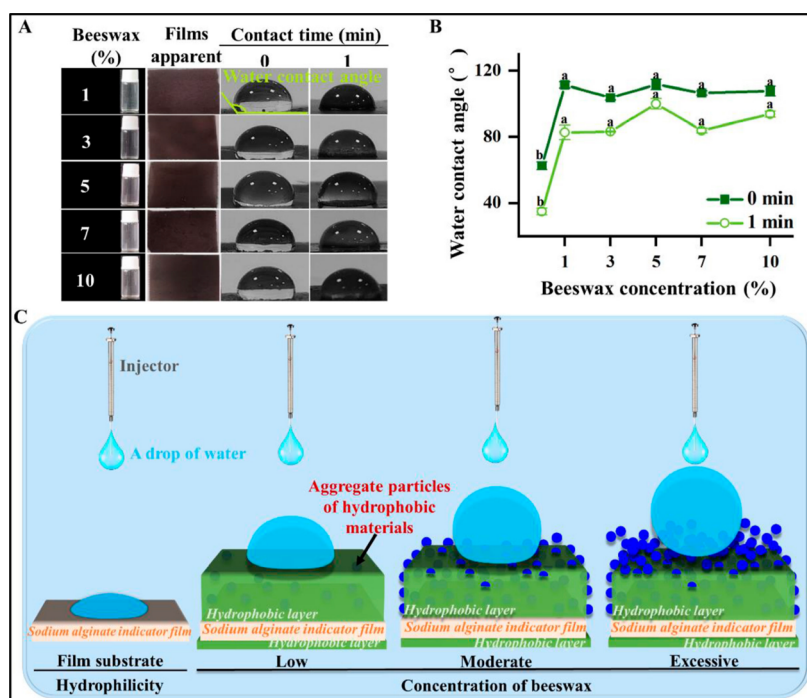 A
Beeswax
(%)
Films
apparent
Contact time (min)
0 1
Water contact angle
1
3
5
7
10
B
Water contact angle (°)
120
80
40
a a a a a
a a a a a
b
b
0 min
1 min
1 3 5 7 10
Beeswax concentration (%)
C
Injector
A drop of water
Aggregate particles
of hydrophobic
materials
Hydrophobic layer
Hydrophobic layer
Hydrophobic layer
Sodium alginate indicator film
Sodium alginate indicator film
Sodium alginate indicator film
Sodium alginate indicator film
Hydrophobic layer
Hydrophobic layer
Hydrophobic layer
Film substrate
Low
Moderate
Excessive
Hydrophilicity
Concentration of beeswax